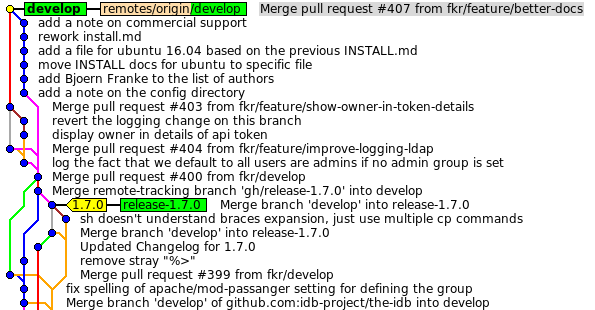 develop remotes/origin/develop Merge pull request #407 from fkr/feature/better-docs
add a note on commercial support
rework install.md
add a file for ubuntu 16.04 based on the previous INSTALL.md
move INSTALL docs for ubuntu to specific file
add Bjoern Franke to the list of authors
add a note on the config directory
Merge pull request #403 from fkr/feature/show-owner-in-token-details
revert the logging change on this branch
display owner in details of api token
Merge pull request #404 from fkr/feature/improve-logging-ldap
log the fact that we default to all users are admins if no admin group is set
Merge pull request #400 from fkr/develop
Merge remote-tracking branch 'gh/release-1.7.0' into develop
1.7.0 release-1.7.0 Merge branch 'develop' into release-1.7.0
sh doesn't understand braces expansion, just use multiple cp commands
Merge branch 'develop' into release-1.7.0
Updated Changelog for 1.7.0
remove stray "%>"
Merge pull request #399 from fkr/develop
fix spelling of apache/mod-passanger setting for defining the group
Merge branch 'develop' of github.com:idb-project/the-idb into develop